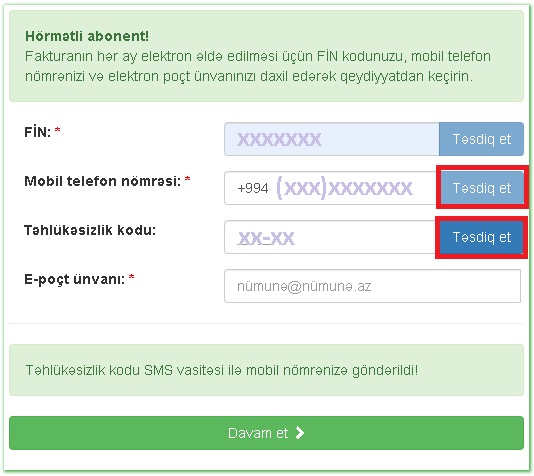 Hörmətli abonent!
Fakturanın hər ay elektron əldə edilməsi üçün FİN kodunuzu, mobil telefon
nömrənizi və elektron poçt ünvanınızı daxil edərək qeydiyyatdan keçirin.
FİN: * XXXXXXX Təsdiq et
Mobil telefon nömrəsi: * +994 (XXX)XXXXXXX Təsdiq et
Təhlükəsizlik kodu: XX-XX Təsdiq et
E-poçt ünvanı: * nümunə@nümunə.az
Təhlükəsizlik kodu SMS vasitəsi ilə mobil nömrənizə göndərildi!
Davam et